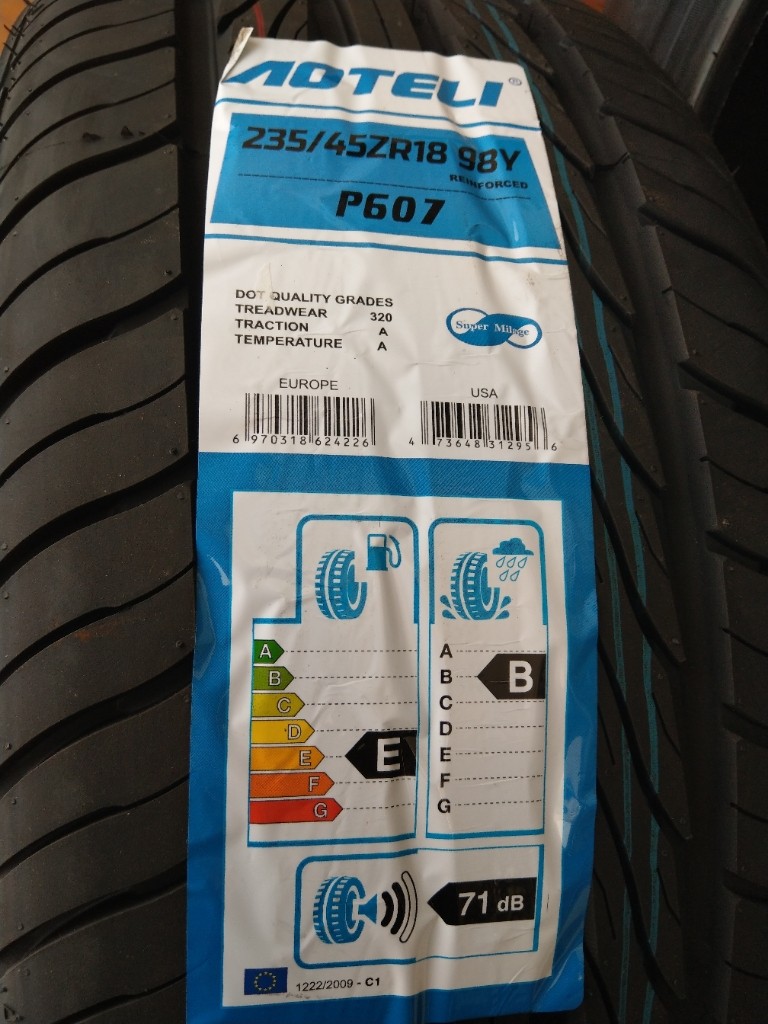 AOTELI®
235/45ZR18 98Y
REINFORCED
P607
DOT QUALITY GRADES
TREADWEAR 320
TRACTION A
TEMPERATURE A
Super Milage
EUROPE
6 970318 624226
USA
4 73648 31295 6
A
B
C
D
E
F
G
E
A
B
C
D
E
F
G
B
71 dB
1222/2009 - C1